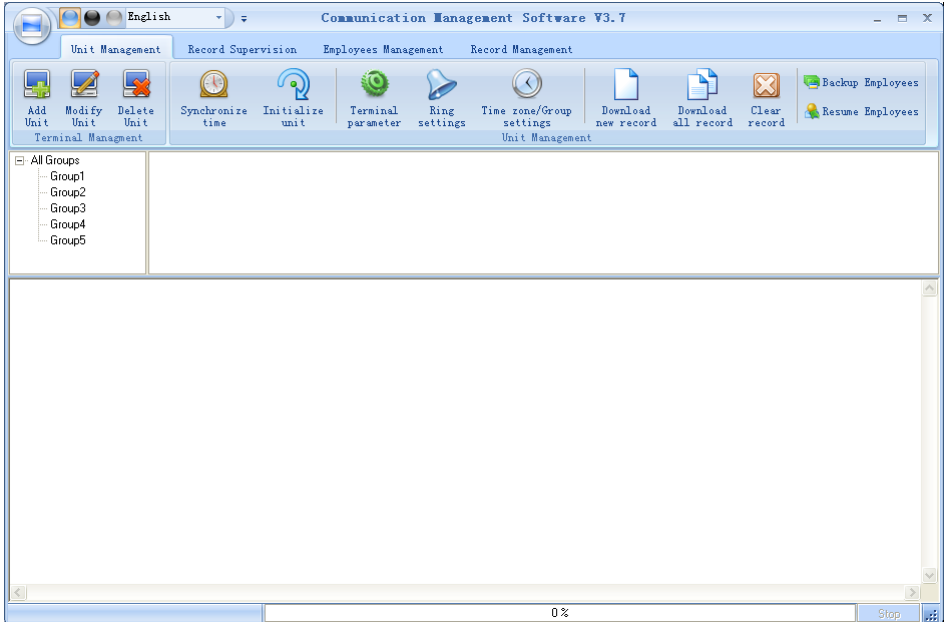 English
Communication Management Software V3.7
Unit Management Record Supervision Employees Management Record Management
Add Unit
Modify Unit
Delete Unit
Synchronize time
Initialize unit
Terminal parameter
Ring settings
Time zone/Group settings
Download new record
Download all record
Clear record
Backup Employees
Resume Employees
Terminal Managment
Unit Management
All Groups
Group1
Group2
Group3
Group4
Group5
0%
Stop